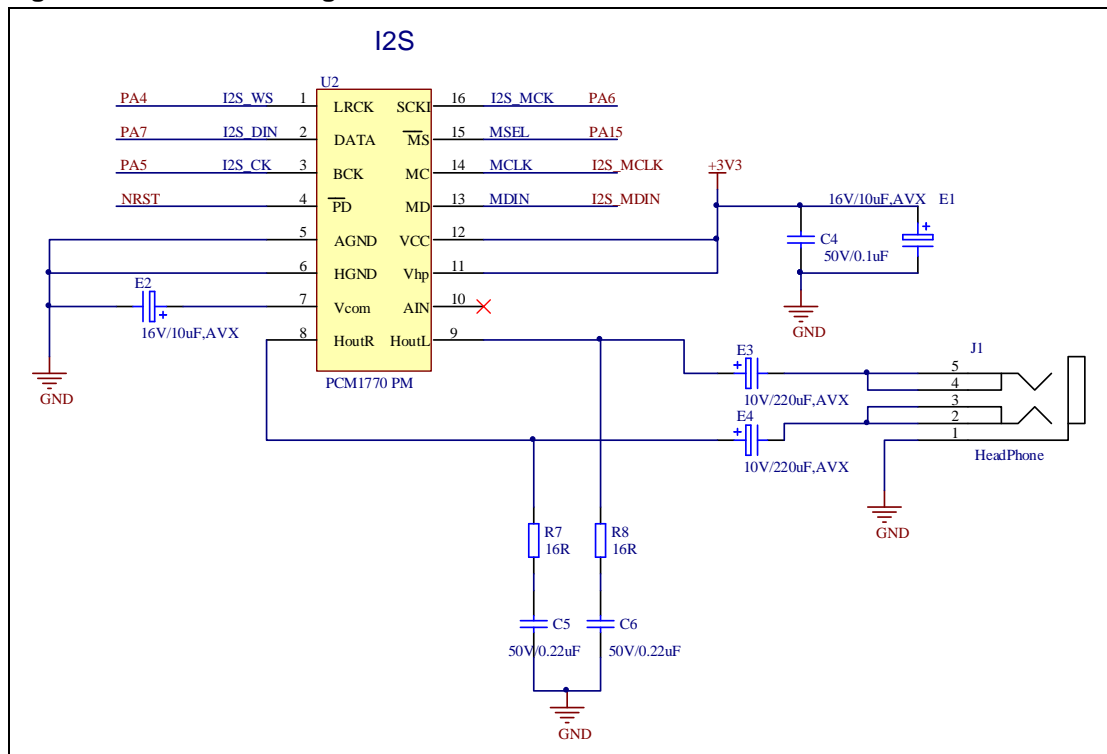 I2S
U2
PA4 I2S_WS 1 LRCK SCKI 16 I2S_MCK PA6
PA7 I2S_DIN 2 DATA MS 15 MSEL PA15
PA5 I2S_CK 3 BCK MC 14 MCLK I2S_MCLK
NRST 4 PD MD 13 MDIN I2S_MDIN
5 AGND VCC 12
6 HGND Vhp 11
7 Vcom AIN 10
8 HoutR HoutL 9
PCM1770 PM
E2
+
16V/10uF,AVX
GND
+3V3
16V/10uF,AVX E1
+
C4
50V/0.1uF
GND
E3
+
10V/220uF,AVX
E4
+
10V/220uF,AVX
J1
5
4
3
2
1
HeadPhone
GND
R7
16R
R8
16R
C5
50V/0.22uF
C6
50V/0.22uF
GND